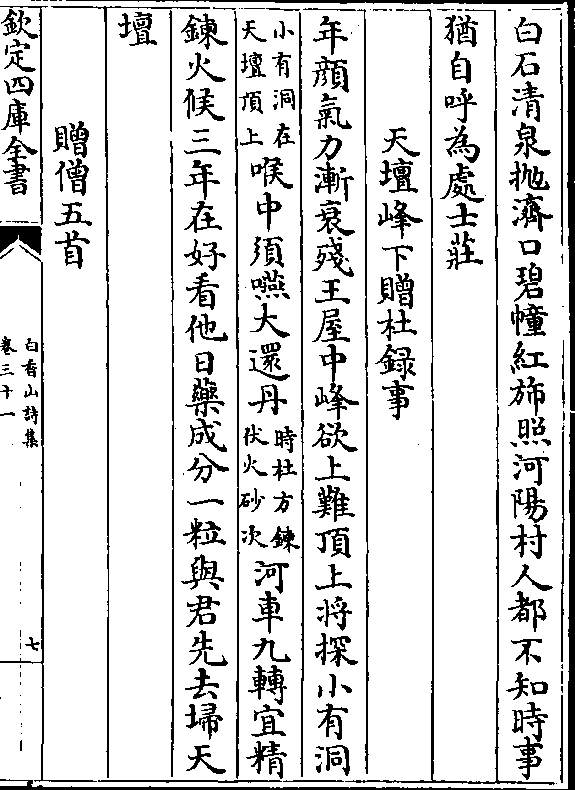 白石清泉抛濟口碧幢紅斾照河陽村人都不知時事
猶自呼為處士莊
天壇峰下贈杜録事
年顔氣力漸衰殘王屋中峰欲上難頂上將探小有洞
小有洞在
天壇頂上
喉中須嚥大還丹
時杜方鍊
伏火砂次
河車九轉宜精
鍊火候三年在好看他日藥成分一粒與君先去埽天
壇
贈僧五首
欽定四庫全書
白香山詩集
卷三十一
七